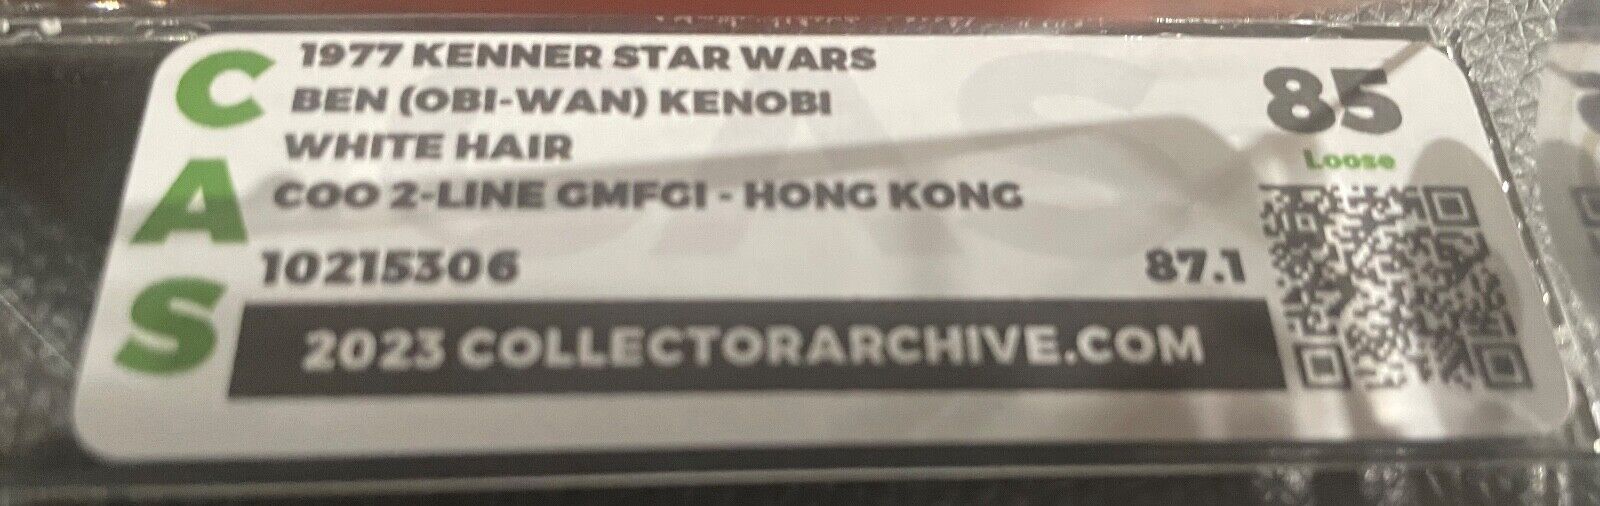 CAS
1977 KENNER STAR WARS
BEN (OBI-WAN) KENOBI
WHITE HAIR
COO 2-LINE GMFGI - HONG KONG
10215306
87.1
2023 COLLECTORARCHIVE.COM
85
Loose